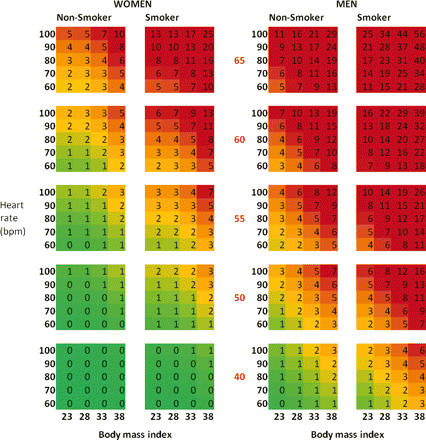 WOMEN MEN
Non-Smoker Smoker Non-Smoker Smoker
100 5 5 7 10 13 13 17 25 100 11 16 21 29 25 34 44 56
90 4 4 5 8 10 10 13 20 90 9 13 17 24 21 28 37 48
80 3 3 4 6 8 8 11 16 65 80 7 10 14 19 17 23 31 40
70 2 2 3 5 6 7 8 13 70 5 8 11 16 14 19 25 34
60 2 2 3 4 5 5 7 10 60 6 9 13 11 15 21 28
100 2 3 3 5 6 7 9 13 100 7 10 13 19 16 22 29 39
90 2 2 3 4 5 5 7 11 90 6 8 11 15 13 18 24 32
80 2 2 2 3 4 4 5 8 60 80 4 6 9 12 10 14 19 27
70 1 1 2 3 3 3 4 7 70 3 5 7 10 8 12 16 22
60 1 1 1 2 3 3 3 5 60 3 4 6 8 7 9 13 18
100 1 1 2 3 3 3 4 7 100 4 6 8 12 10 14 19 26
90 1 1 1 2 3 3 3 5 90 3 5 6 9 8 11 15 21
Heart rate (bpm)
80 1 1 1 2 2 2 3 4 55 80 3 4 5 7 6 9 12 17
70 0 1 1 1 2 2 2 3 70 2 3 4 6 5 7 10 14
60 0 0 1 1 1 1 2 3 60 2 2 3 5 4 6 8 11
100 1 1 1 1 2 2 2 3 100 3 4 5 7 6 8 12 16
90 0 0 1 1 1 1 2 3 90 2 3 4 6 5 7 9 13
80 0 0 0 1 1 1 1 2 50 80 2 2 3 5 4 5 8 11
70 0 0 0 1 1 1 1 2 70 1 2 3 4 3 4 6 9
60 0 0 0 0 1 1 1 1 60 1 1 2 3 3 5 7
100 0 0 0 0 0 0 1 1 40 100 1 1 2 3 2 3 4 6
90 0 0 0 0 0 0 0 1 90 1 1 2 2 3 5
80 0 0 0 0 0 0 0 0 80 0 1 1 2 1 2 3 4
70 0 0 0 0 0 0 0 0 70 0 1 1 1 1 2 3
60 0 0 0 0 0 0 0 0 60 0 0 1 1 1 1 2
23 28 33 38 23 28 33 38 23 28 33 38 23 28 33 38
Body mass index Body mass index